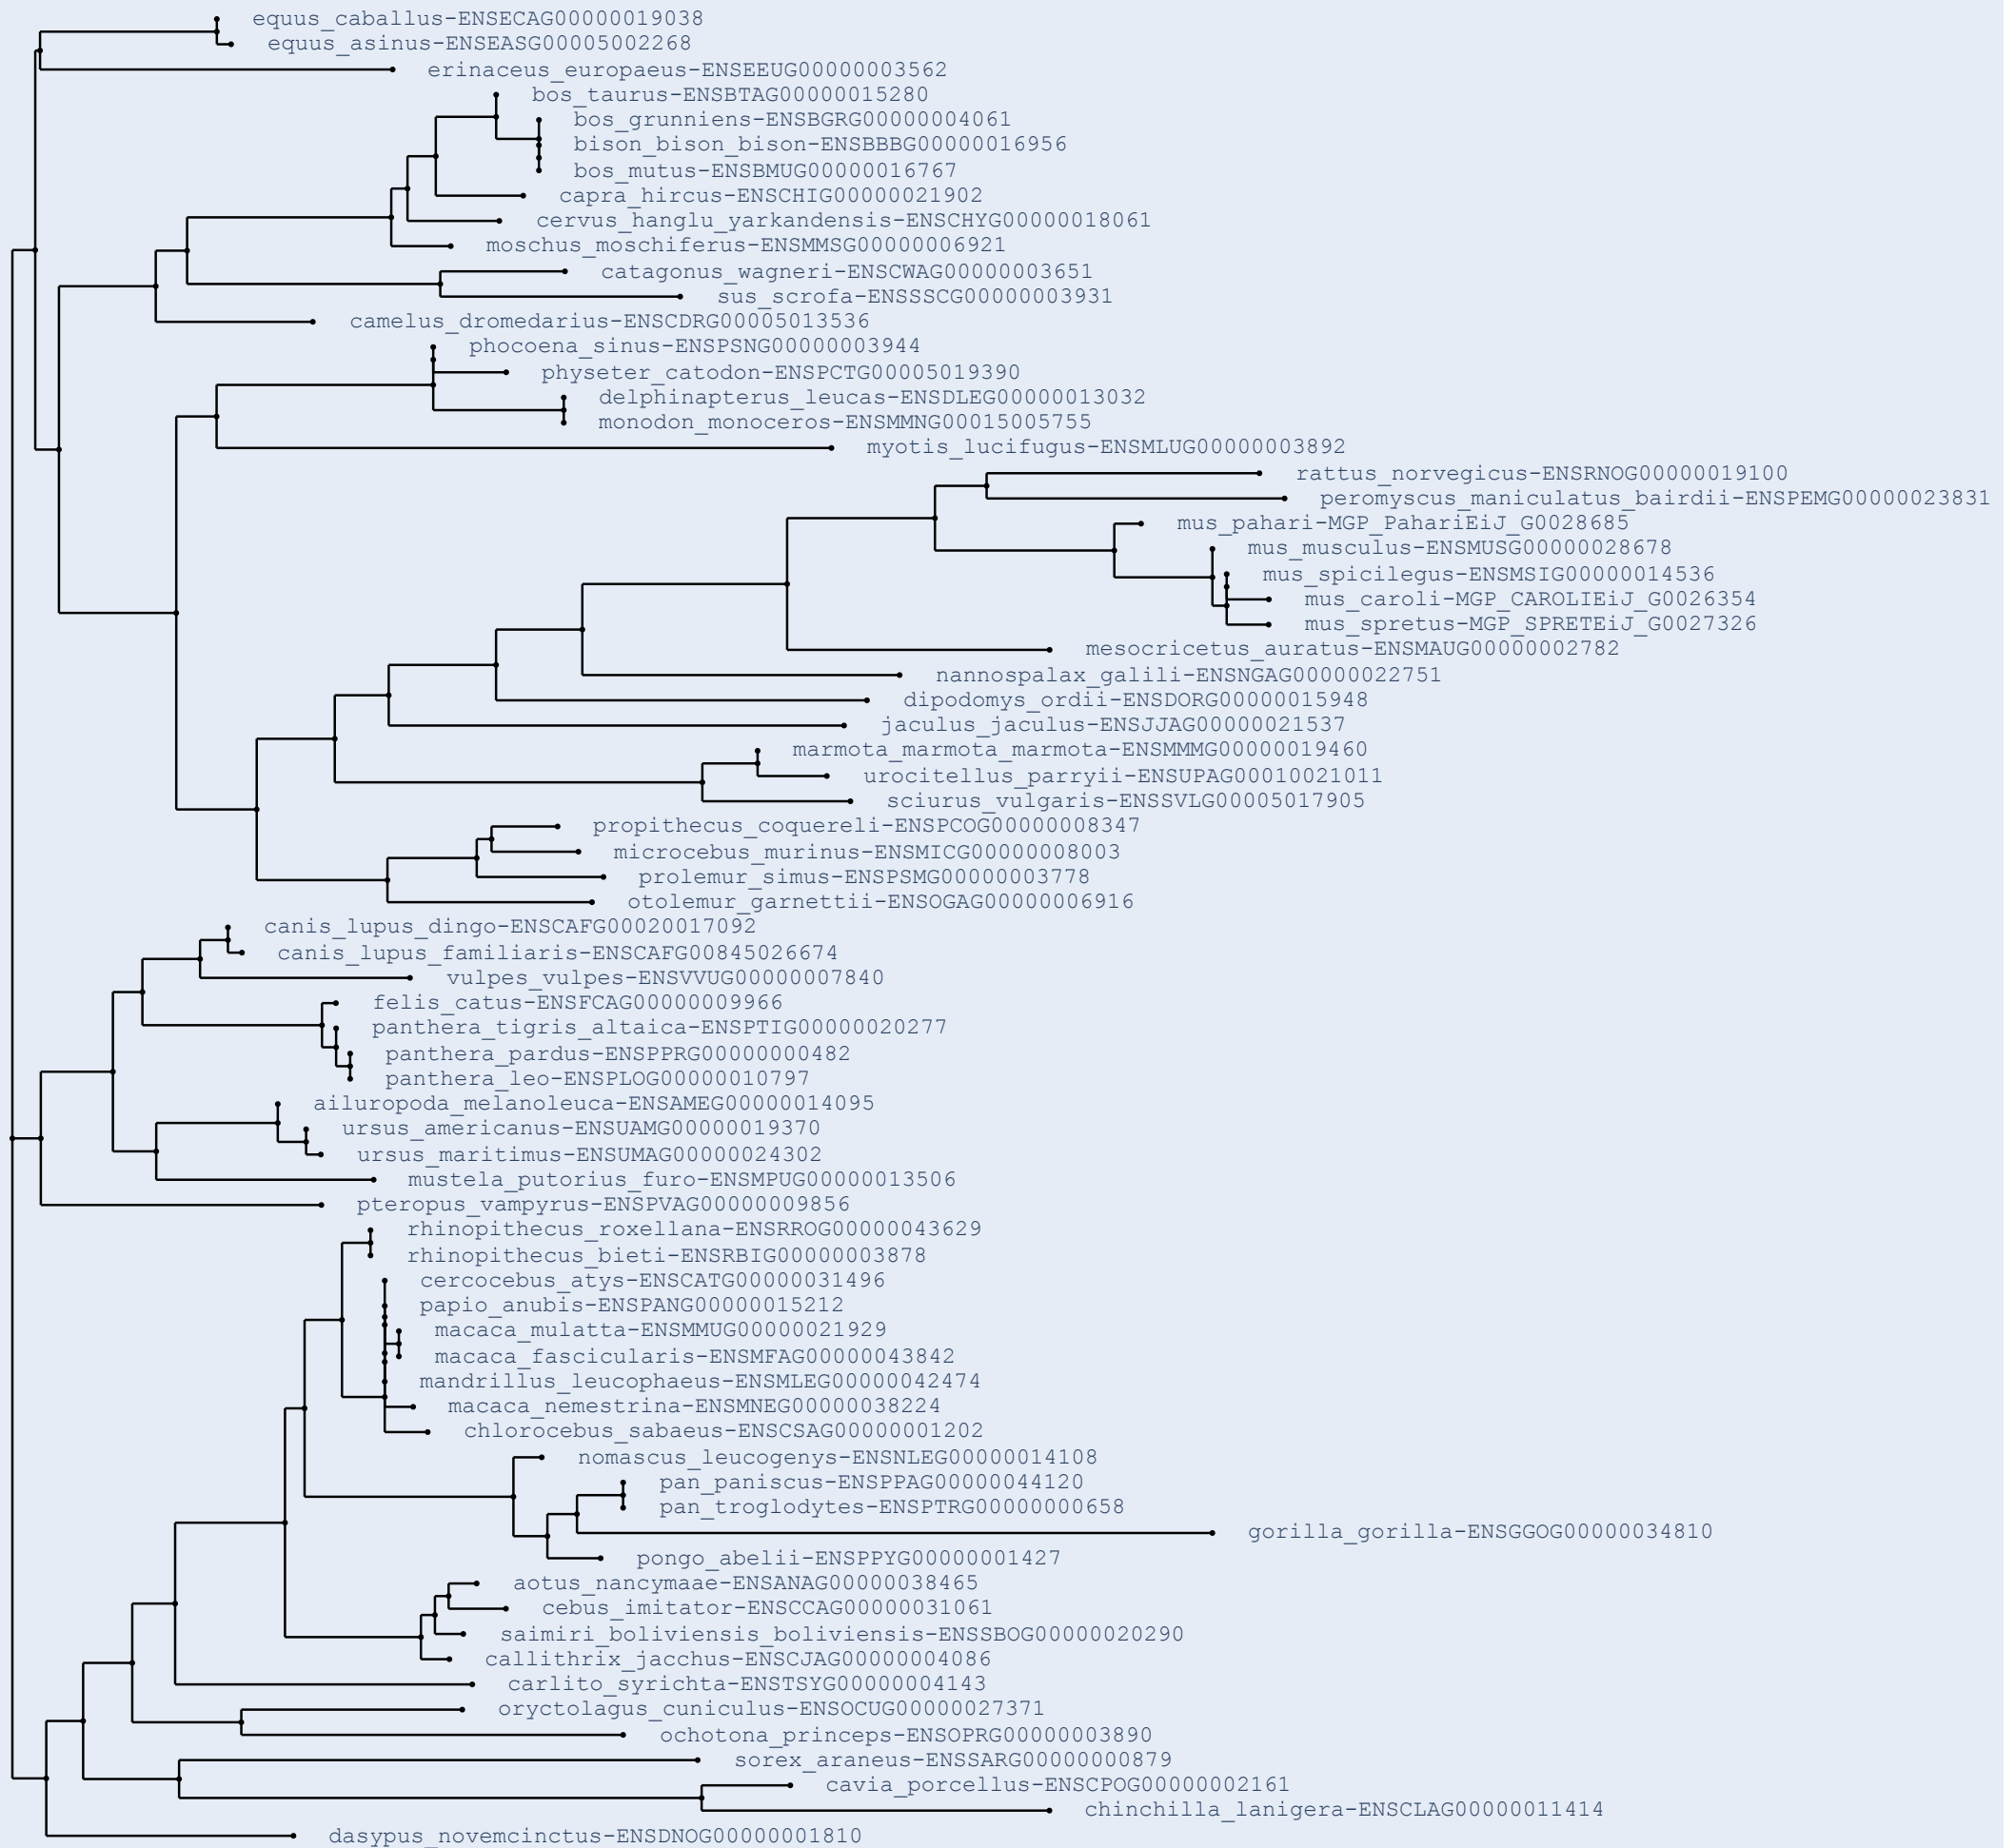 equus_caballus-ENSECAG00000019038
equus_asinus-ENSEASG00005002268
erinaceus_europaeus-ENSEEUG00000003562
bos_taurus-ENSBTAG00000015280
bos_grunniens-ENSBGRG00000004061
bison_bison_bison-ENSBBBG00000016956
bos_mutus-ENSBMUG00000016767
capra_hircus-ENSCHIG00000021902
cervus_hanglu_yarkandensis-ENSCHYG00000018061
moschus_moschiferus-ENSMMSG00000006921
catagonus_wagneri-ENSCWAG00000003651
sus_scrofa-ENSSSCG00000003931
camelus_dromedarius-ENSCDRG00005013536
phocoena_sinus-ENSPSNG00000003944
physeter_catodon-ENSPCTG00005019390
delphinapterus_leucas-ENSDLEG00000013032
monodon_monoceros-ENSMMNG00015005755
myotis_lucifugus-ENSMLUG00000003892
rattus_norvegicus-ENSRNOG00000019100
peromyscus_maniculatus_bairdii-ENSPEMG00000023831
mus_pahari-MGP_PahariEiJ_G0028685
mus_musculus-ENSMUSG00000028678
mus_spicilegus-ENSMSIG00000014536
mus_caroli-MGP_CAROLIEiJ_G0026354
mus_spretus-MGP_SPRETEiJ_G0027326
mesocricetus_auratus-ENSMAUG00000002782
nannospalax_galili-ENSNGAG00000022751
dipodomys_ordii-ENSDORG00000015948
jaculus_jaculus-ENSJJAG00000021537
marmota_marmota_marmota-ENSMMMG00000019460
urocitellus_parryii-ENSUPAG00010021011
sciurus_vulgaris-ENSSVLG00005017905
propithecus_coquereli-ENSPCOG00000008347
microcebus_murinus-ENSMICG00000008003
prolemur_simus-ENSPSMG00000003778
otolemur_garnettii-ENSOGAG00000006916
canis_lupus_dingo-ENSCAFG00020017092
canis_lupus_familiaris-ENSCAFG00845026674
vulpes_vulpes-ENSVVUG00000007840
felis_catus-ENSFCAG00000009966
panthera_tigris_altaica-ENSPTIG00000020277
panthera_pardus-ENSPPRG00000000482
panthera_leo-ENSPLOG00000010797
ailuropoda_melanoleuca-ENSAMEG00000014095
ursus_americanus-ENSUAMG00000019370
ursus_maritimus-ENSUMAG00000024302
mustela_putorius_furo-ENSMPUG00000013506
pteropus_vampyrus-ENSPVAG00000009856
rhinopithecus_roxellana-ENSRROG00000043629
rhinopithecus_bieti-ENSRBIG00000003878
cercocebus_atys-ENSCATG00000031496
papio_anubis-ENSPANG00000015212
macaca_mulatta-ENSMMUG00000021929
macaca_fascicularis-ENSMFAG00000043842
mandrillus_leucophaeus-ENSMLEG00000042474
macaca_nemestrina-ENSMNEG00000038224
chlorocebus_sabaeus-ENSCSAG00000001202
nomascus_leucogenys-ENSNLEG00000014108
pan_paniscus-ENSPPAG00000044120
pan_troglodytes-ENSPTRG00000000658
gorilla_gorilla-ENSGGOG00000034810
pongo_abelii-ENSPPYG00000001427
aotus_nancymaae-ENSANAG00000038465
cebus_imitator-ENSCCAG00000031061
saimiri_boliviensis_boliviensis-ENSSBOG00000020290
callithrix_jacchus-ENSCJAG00000004086
carlito_syrichta-ENSTSYG00000004143
oryctolagus_cuniculus-ENSOCUG00000027371
ochotona_princeps-ENSOPRG00000003890
sorex_araneus-ENSSARG00000000879
cavia_porcellus-ENSCPOG00000002161
chinchilla_lanigera-ENSCLAG00000011414
dasypus_novemcinctus-ENSDNOG00000001810